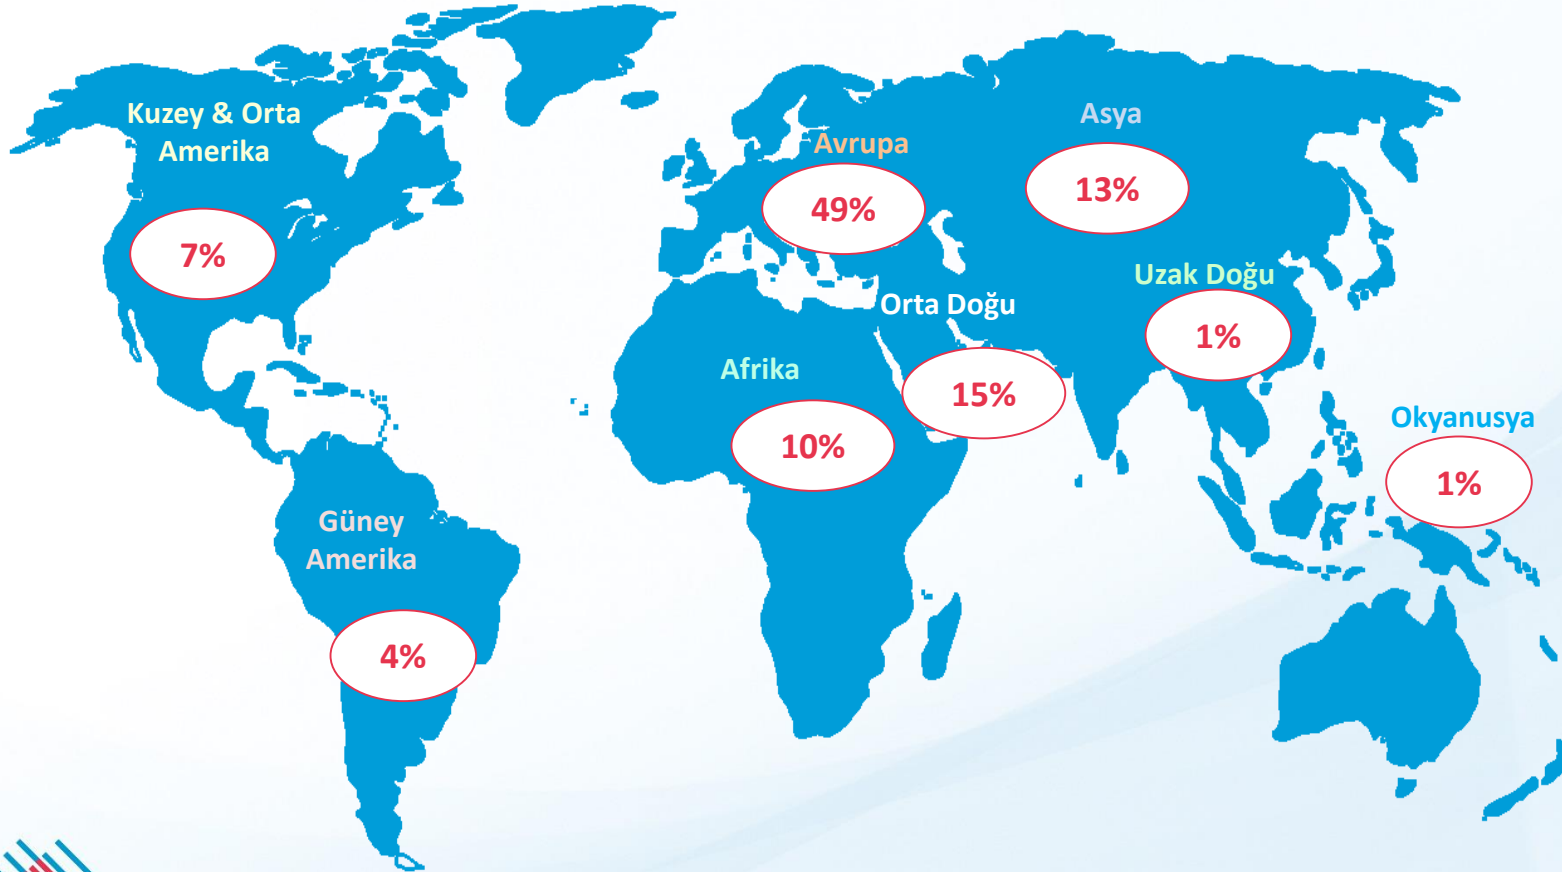 Kuzey & Orta
Amerika
7%
Güney
Amerika
4%
Avrupa
49%
Afrika
10%
Orta Doğu
15%
Asya
13%
Uzak Doğu
1%
Okyanusya
1%